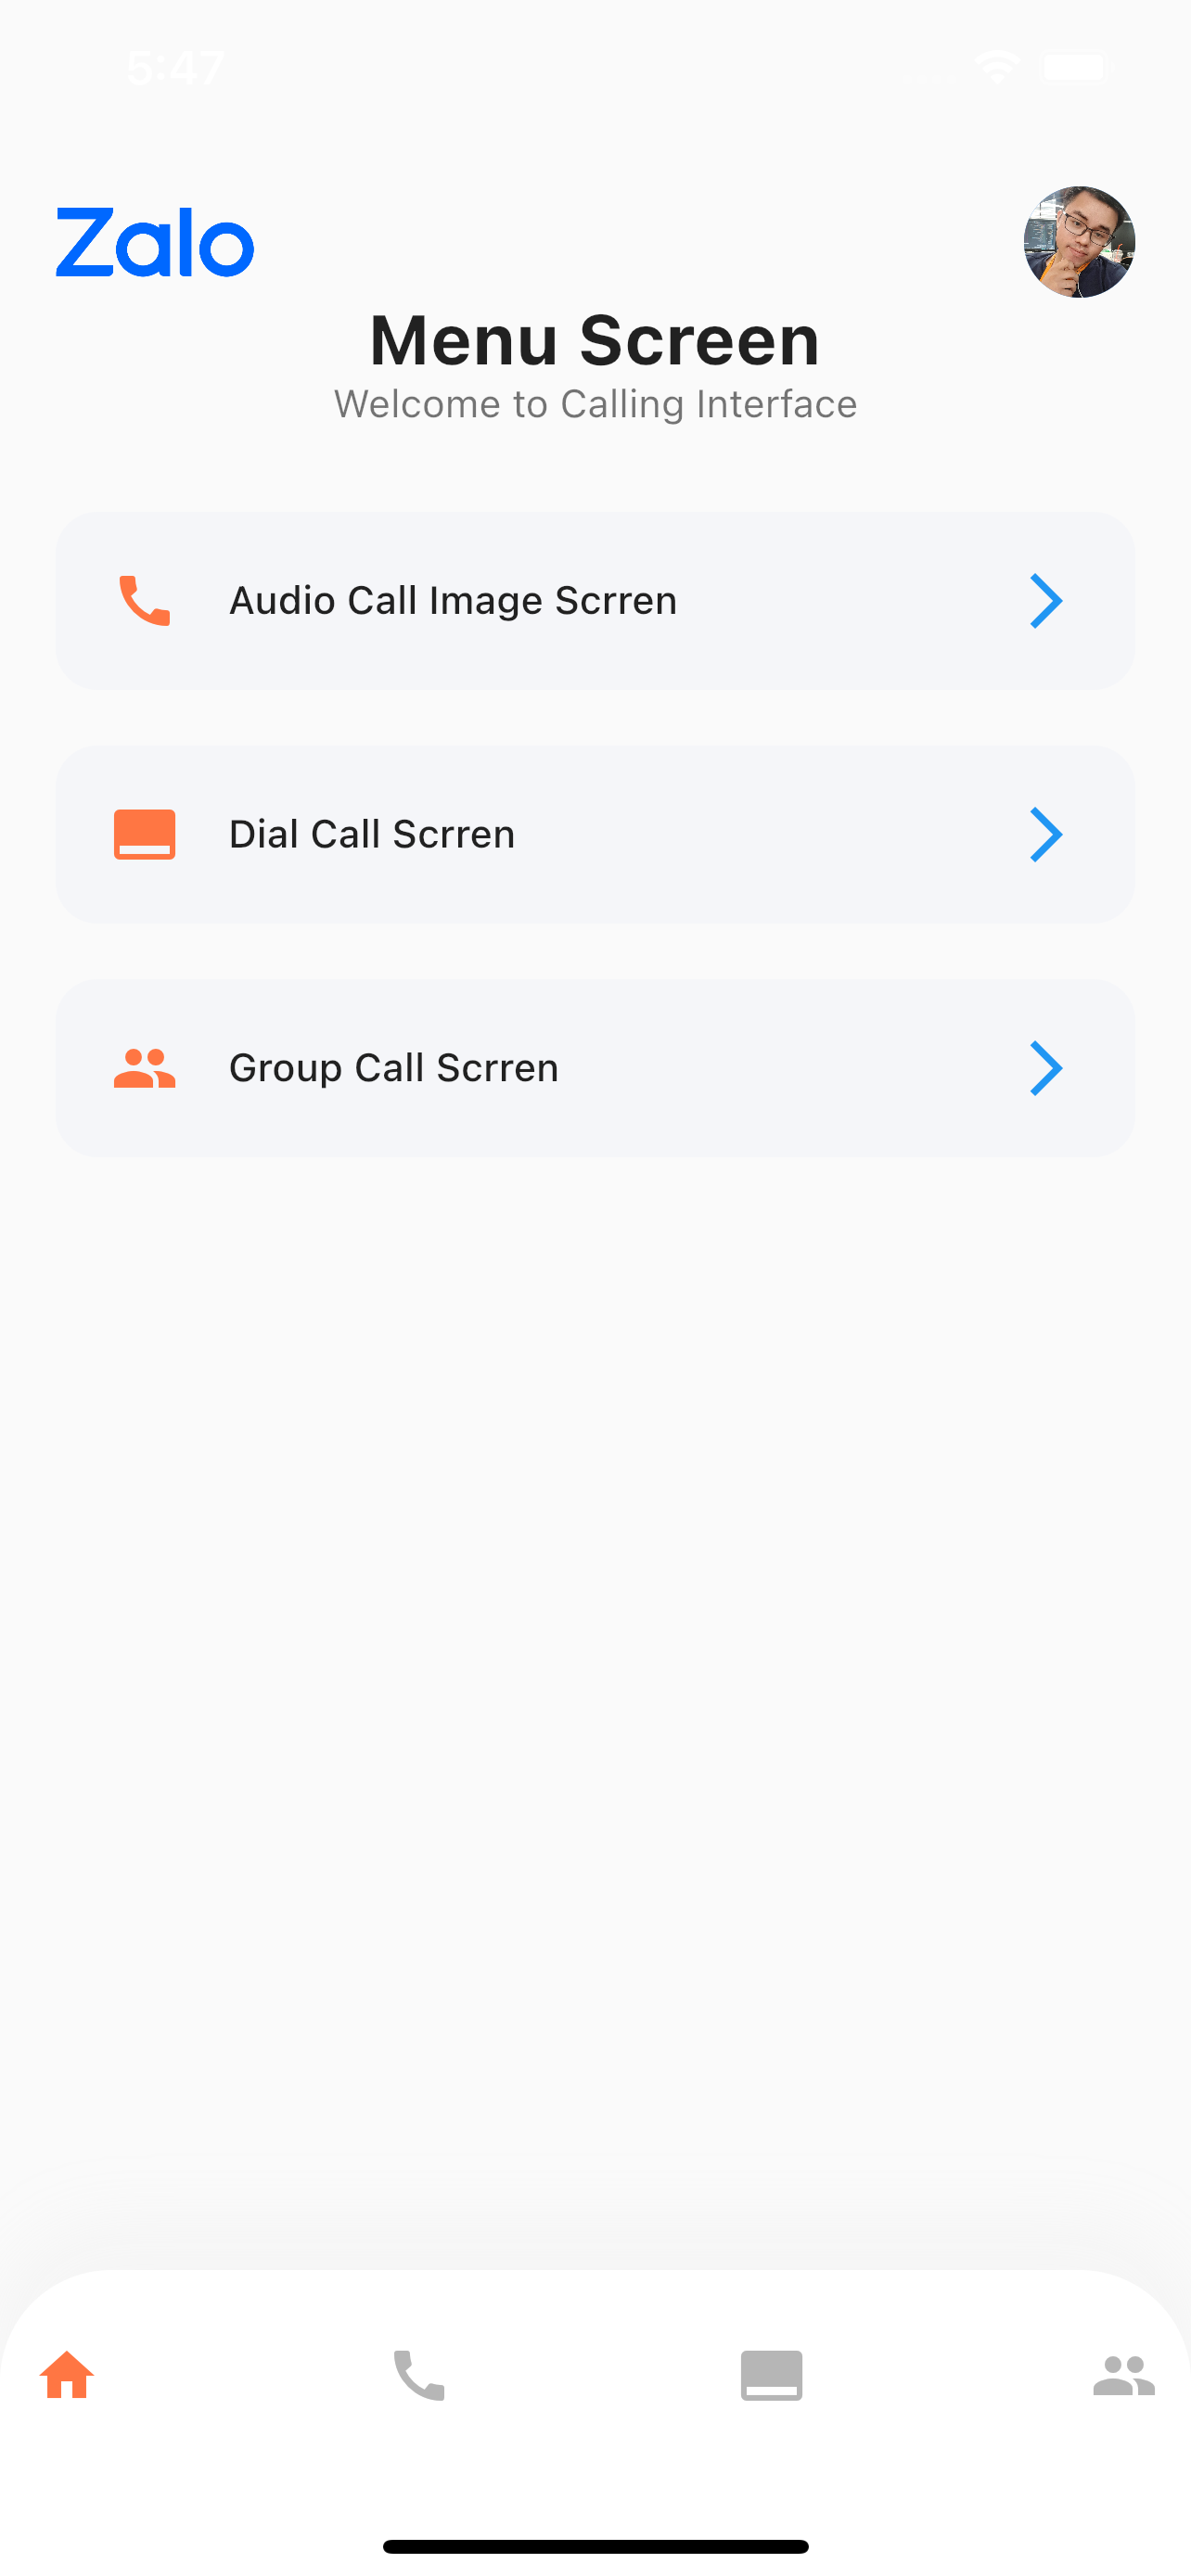 5:47
Zalo
Menu Screen
Welcome to Calling Interface
Audio Call Image Scrren
Dial Call Scrren
Group Call Scrren